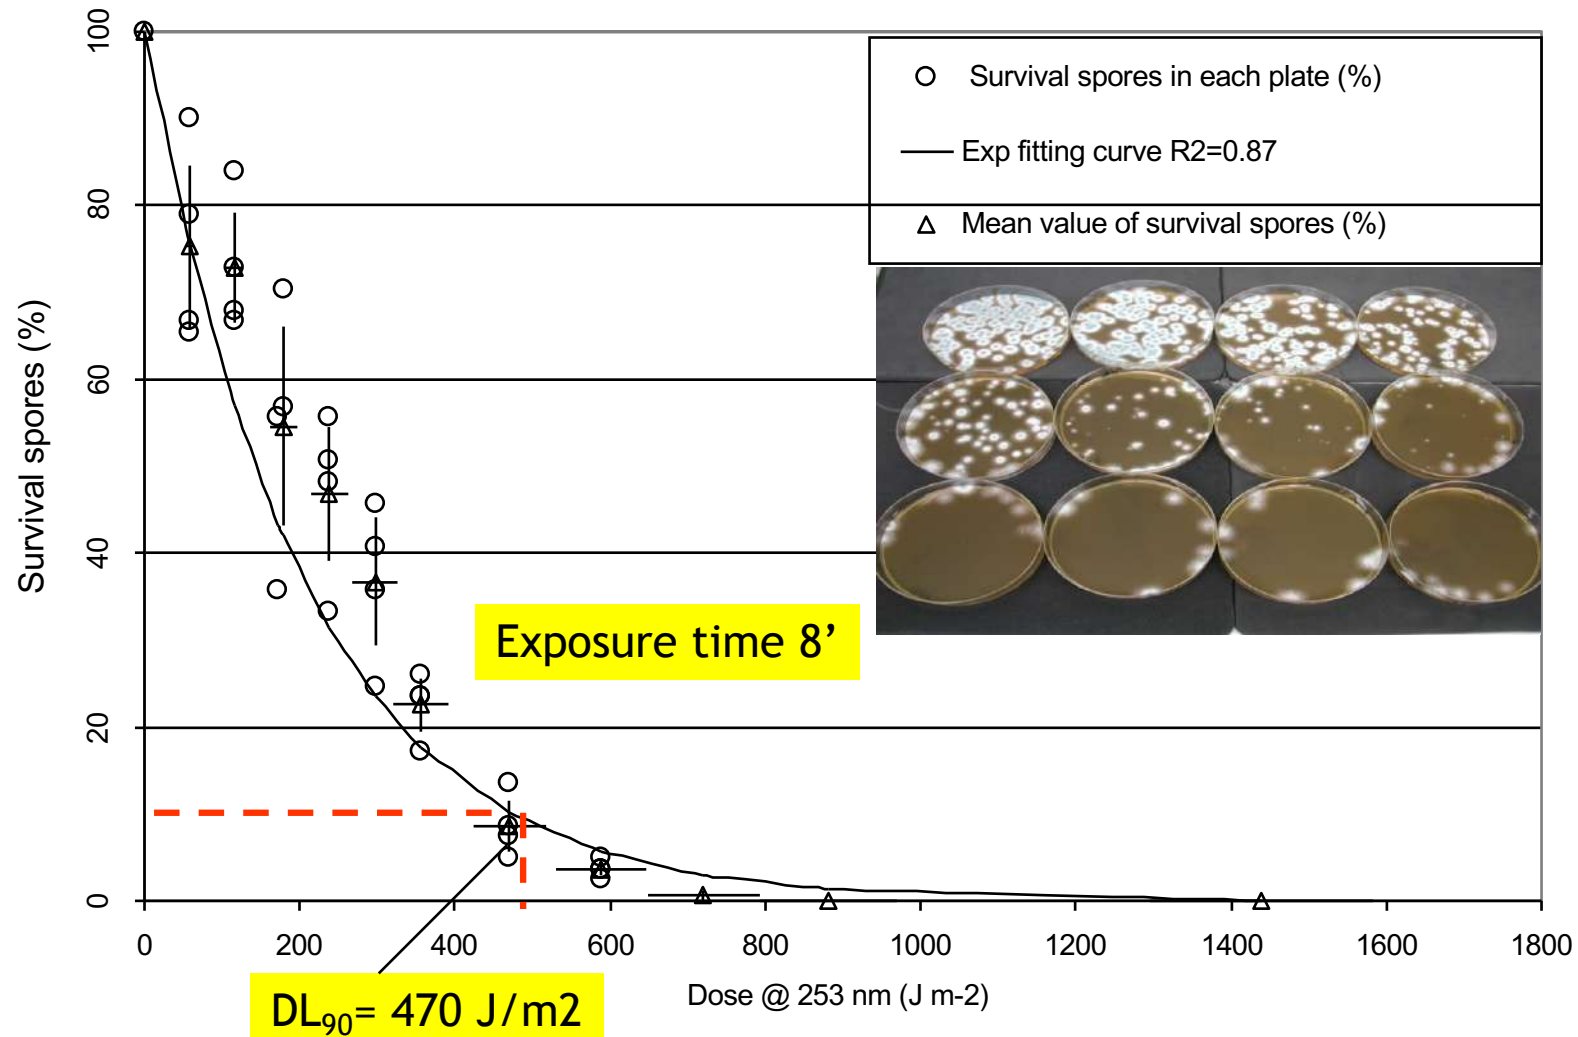 Survival spores in each plate (%)
Exp fitting curve R2=0.87
Mean value of survival spores (%)
Survival spores (%)
100
80
60
40
20
0
Exposure time 8’
0 200 400 600 800 1000 1200 1400 1600 1800
Dose @ 253 nm (J m-2)
DL90= 470 J/m2